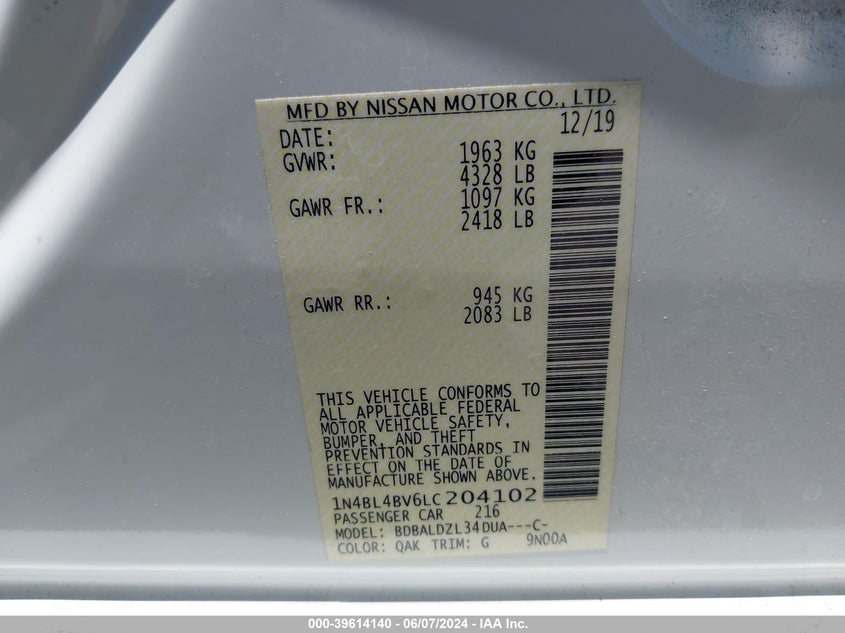 MFD BY NISSAN MOTOR CO., LTD.
DATE: 12/19
GVWR: 1963 KG
4328 LB
GAWR FR.: 1097 KG
2418 LB
GAWR RR.: 945 KG
2083 LB
THIS VEHICLE CONFORMS TO
ALL APPLICABLE FEDERAL
MOTOR VEHICLE SAFETY,
BUMPER, AND THEFT
PREVENTION STANDARDS IN
EFFECT ON THE DATE OF
MANUFACTURE SHOWN ABOVE.
1N4BL4BV6LC204102
PASSENGER CAR 216
MODEL: BDBALDZL34DUA---C-
COLOR: QAK TRIM: G 9N00A
000-39614140 - 06/07/2024 - IAAI Inc.